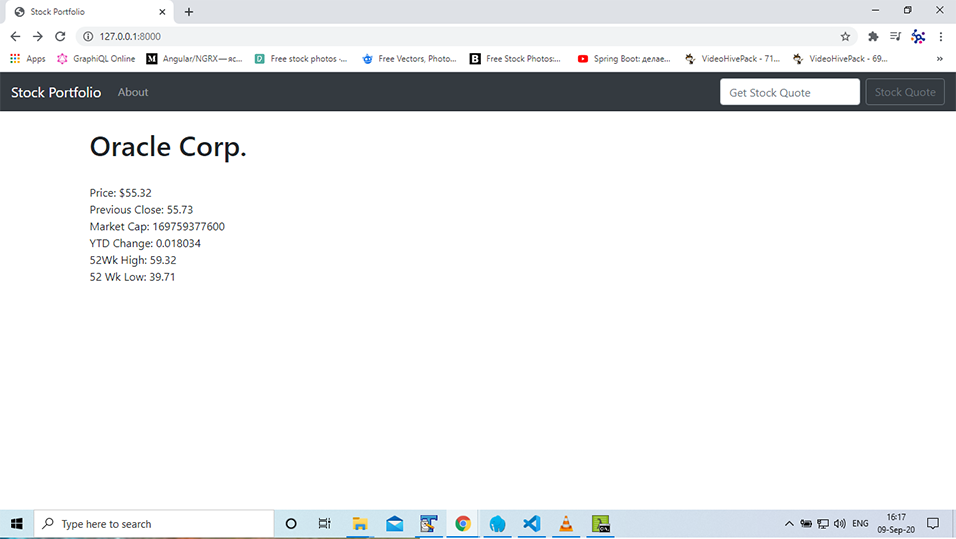 Stock Portfolio
127.0.0.1:8000
Apps GraphiQL Online Angular/NGRX — яс... Free stock photos -... Free Vectors, Photo... Free Stock Photos:... Spring Boot: делае... VideoHivePack - 71... VideoHivePack - 69... »
Stock Portfolio About Get Stock Quote Stock Quote
Oracle Corp.
Price: $55.32
Previous Close: 55.73
Market Cap: 169759377600
YTD Change: 0.018034
52Wk High: 59.32
52 Wk Low: 39.71
Type here to search ENG 16:17
09-Sep-20